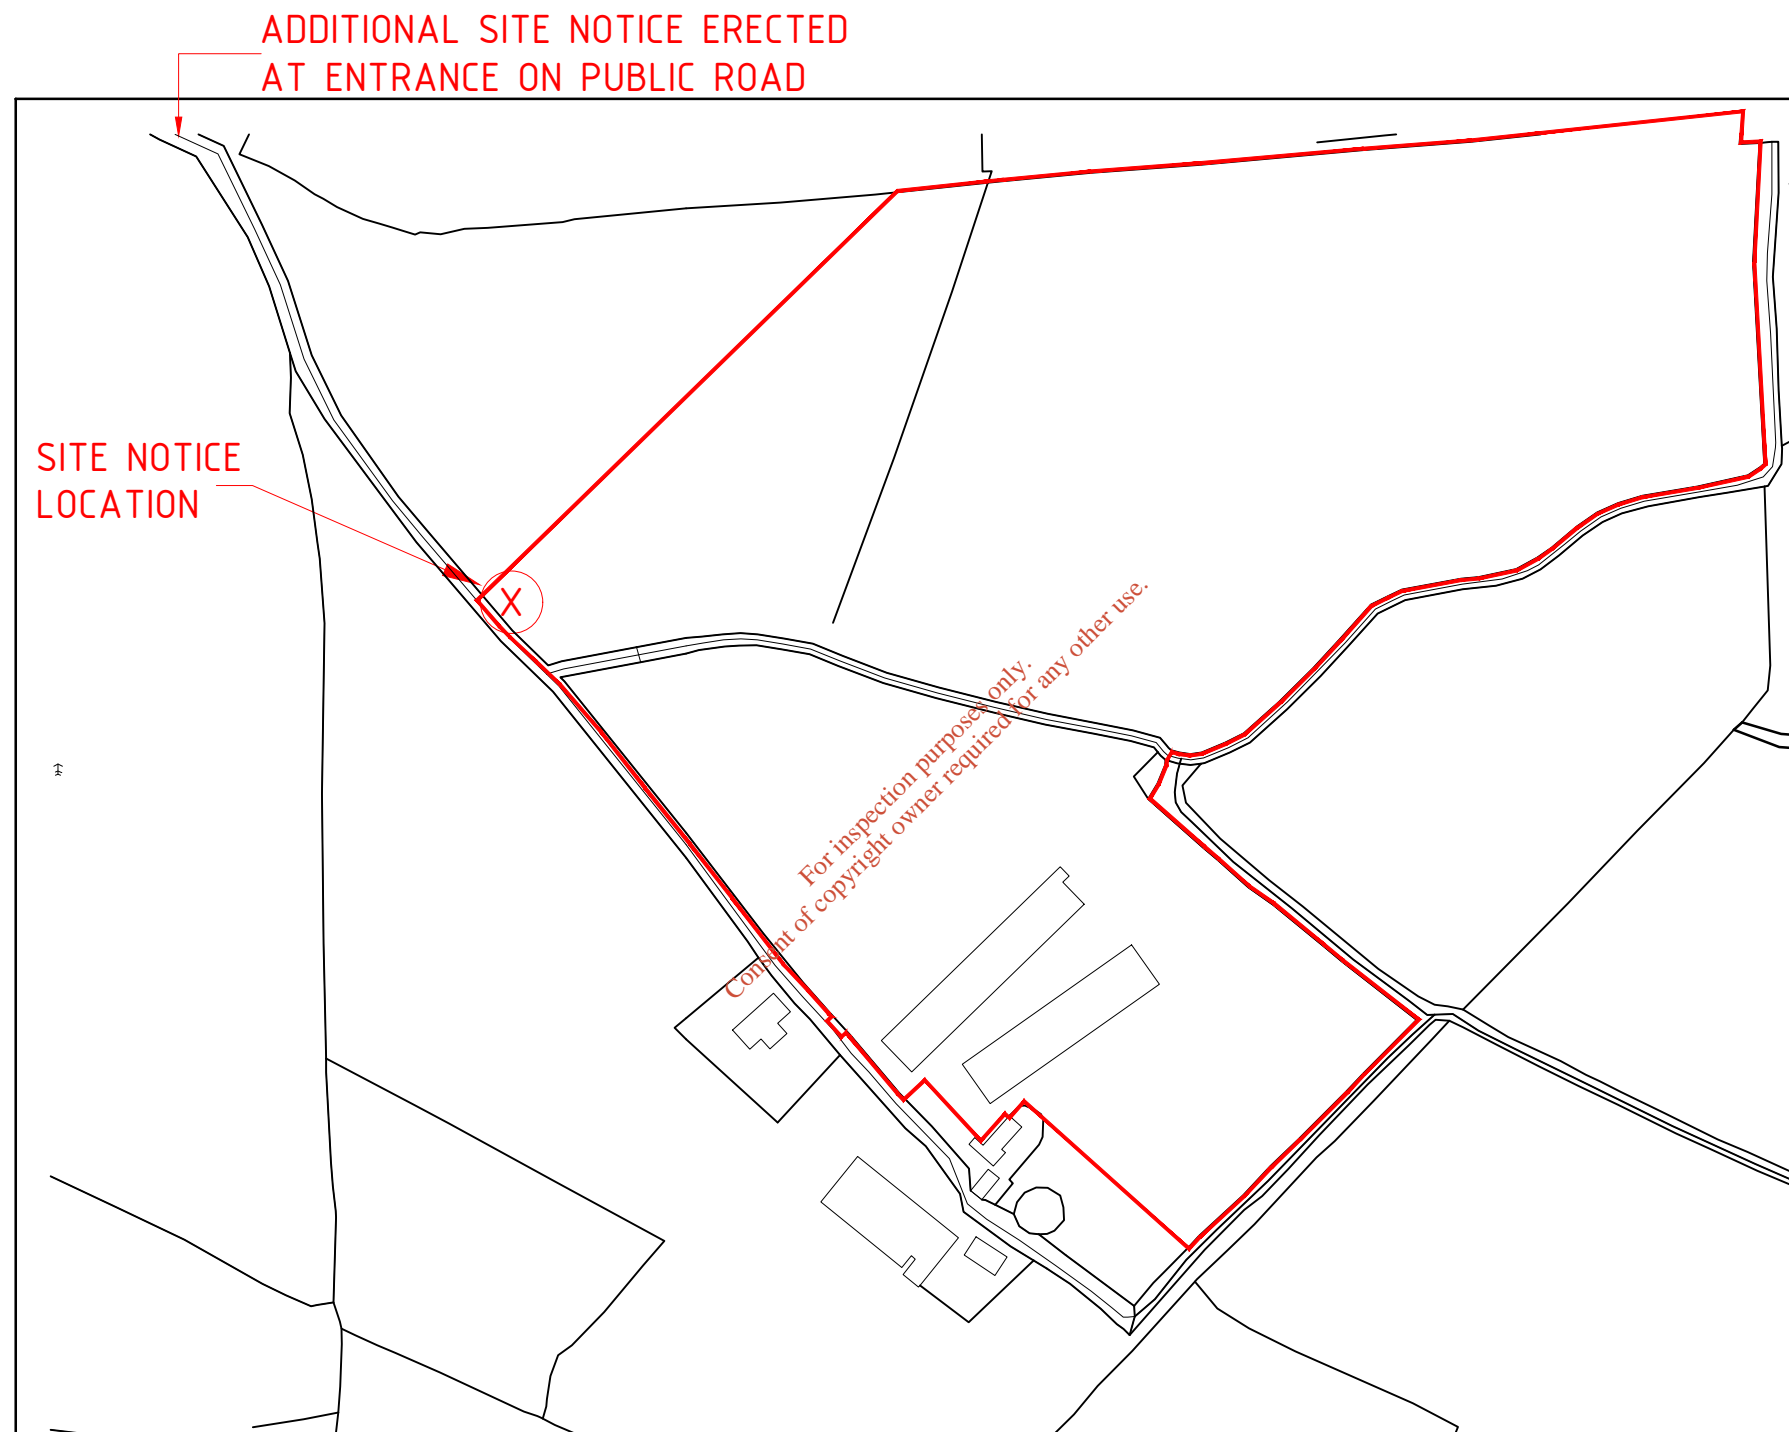 ADDITIONAL SITE NOTICE ERECTED
AT ENTRANCE ON PUBLIC ROAD
SITE NOTICE
LOCATION
X
For inspection purposes only.
Consent of copyright owner required for any other use.